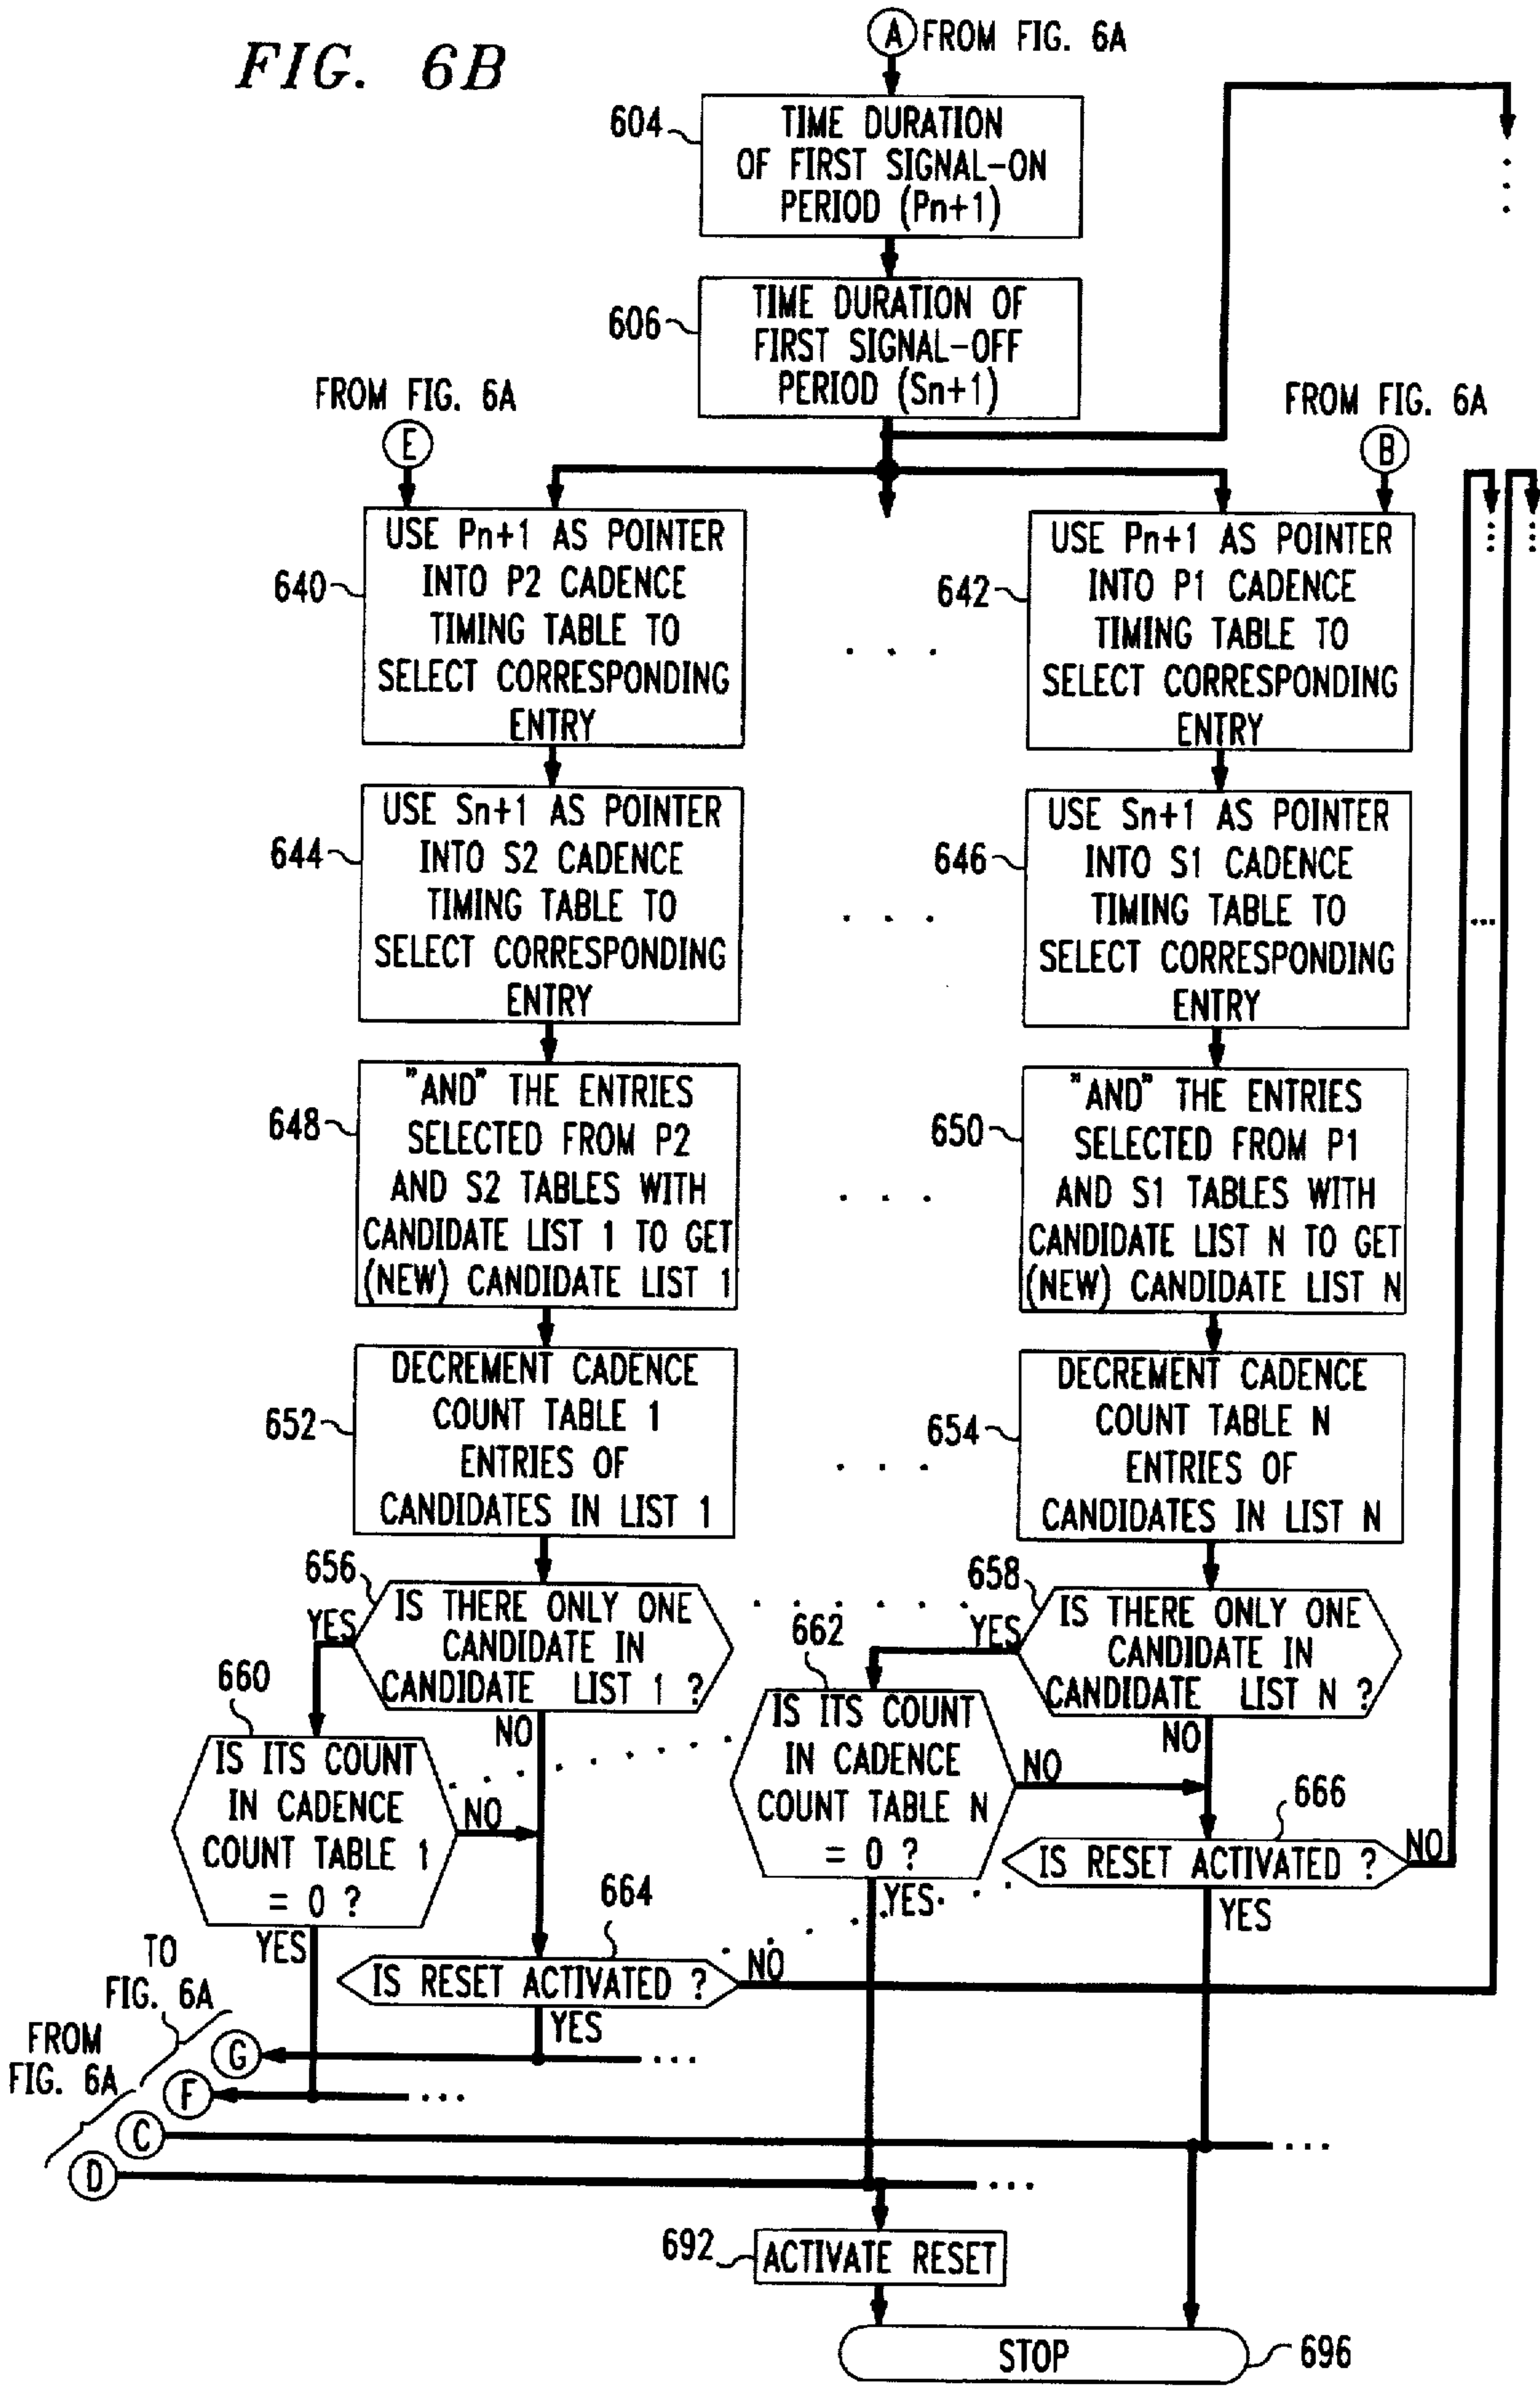 FIG. 6B
A FROM FIG. 6A
604
TIME DURATION
OF FIRST SIGNAL-ON
PERIOD (Pn+1)
606
TIME DURATION OF
FIRST SIGNAL-OFF
PERIOD (Sn+1)
FROM FIG. 6A
E
FROM FIG. 6A
B
640
USE Pn+1 AS POINTER
INTO P2 CADENCE
TIMING TABLE TO
SELECT CORRESPONDING
ENTRY
642
USE Pn+1 AS POINTER
INTO P1 CADENCE
TIMING TABLE TO
SELECT CORRESPONDING
ENTRY
644
USE Sn+1 AS POINTER
INTO S2 CADENCE
TIMING TABLE TO
SELECT CORRESPONDING
ENTRY
646
USE Sn+1 AS POINTER
INTO S1 CADENCE
TIMING TABLE TO
SELECT CORRESPONDING
ENTRY
648
"AND" THE ENTRIES
SELECTED FROM P2
AND S2 TABLES WITH
CANDIDATE LIST 1 TO GET
(NEW) CANDIDATE LIST 1
650
"AND" THE ENTRIES
SELECTED FROM P1
AND S1 TABLES WITH
CANDIDATE LIST N TO GET
(NEW) CANDIDATE LIST N
652
DECREMENT CADENCE
COUNT TABLE 1
ENTRIES OF
CANDIDATES IN LIST 1
654
DECREMENT CADENCE
COUNT TABLE N
ENTRIES OF
CANDIDATES IN LIST N
656
IS THERE ONLY ONE
CANDIDATE IN
CANDIDATE LIST 1 ?
YES
NO
658
IS THERE ONLY ONE
CANDIDATE IN
CANDIDATE LIST N ?
YES
NO
660
IS ITS COUNT
IN CADENCE
COUNT TABLE 1
= 0 ?
NO
YES
662
IS ITS COUNT
IN CADENCE
COUNT TABLE N
= 0 ?
NO
YES
664
IS RESET ACTIVATED ?
NO
YES
666
IS RESET ACTIVATED ?
NO
YES
TO
FIG. 6A
FROM
FIG. 6A
G
F
C
D
692
ACTIVATE RESET
STOP
696